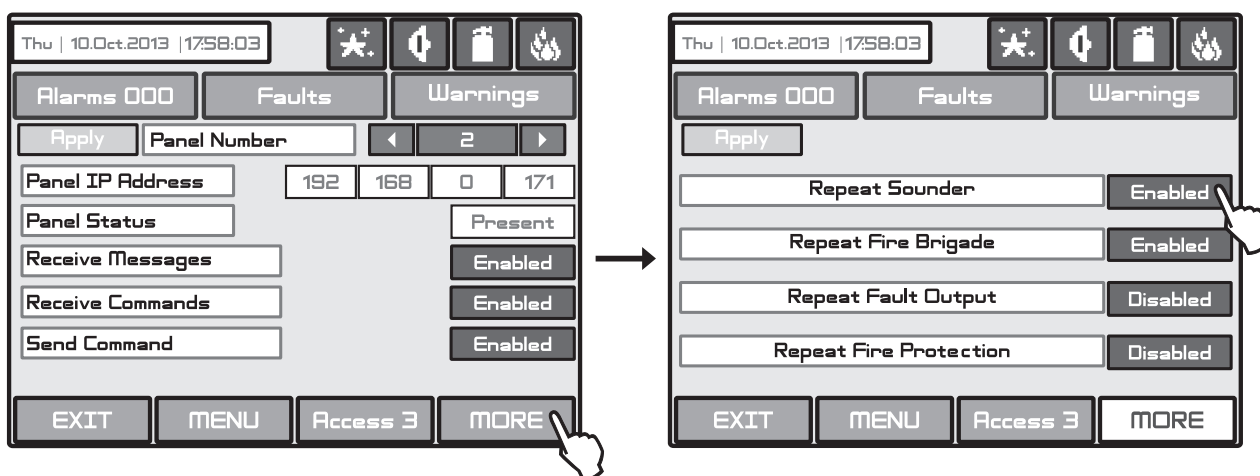 Thu | 10.Oct.2013 |17:58:03
Alarms 000 Faults Warnings
Apply Panel Number 2
Panel IP Address 192 168 0 171
Panel Status Present
Receive Messages Enabled
Receive Commands Enabled
Send Command Enabled
EXIT MENU Access 3 MORE
Thu | 10.Oct.2013 |17:58:03
Alarms 000 Faults Warnings
Apply
Repeat Sounder Enabled
Repeat Fire Brigade Enabled
Repeat Fault Output Disabled
Repeat Fire Protection Disabled
EXIT MENU Access 3 MORE